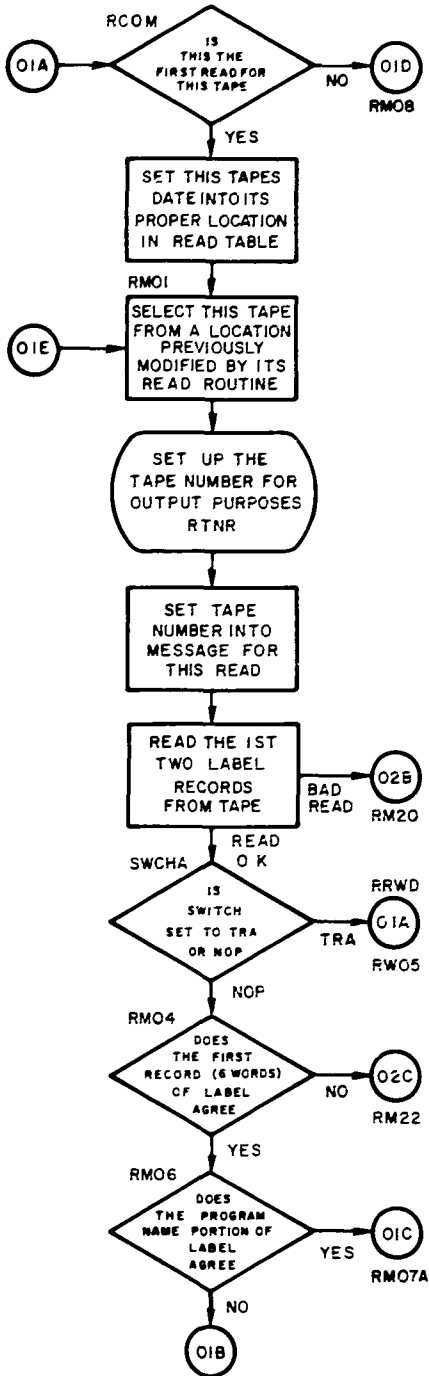 RCOM
01A
IS
THIS THE
FIRST READ FOR
THIS TAPE
NO
01D
RM08
YES
SET THIS TAPES
DATE INTO ITS
PROPER LOCATION
IN READ TABLE
RM01
01E
SELECT THIS TAPE
FROM A LOCATION
PREVIOUSLY
MODIFIED BY ITS
READ ROUTINE
SET UP THE
TAPE NUMBER FOR
OUTPUT PURPOSES
RTNR
SET TAPE
NUMBER INTO
MESSAGE FOR
THIS READ
READ THE 1ST
TWO LABEL
RECORDS
FROM TAPE
BAD
READ
02B
RM20
READ
OK
SWCHA
IS
SWITCH
SET TO TRA
OR NOP
TRA
RRWD
01A
RW05
NOP
RM04
DOES
THE FIRST
RECORD (6 WORDS)
OF LABEL
AGREE
NO
02C
RM22
YES
RM06
DOES
THE PROGRAM
NAME PORTION OF
LABEL
AGREE
YES
01C
RM07A
NO
01B